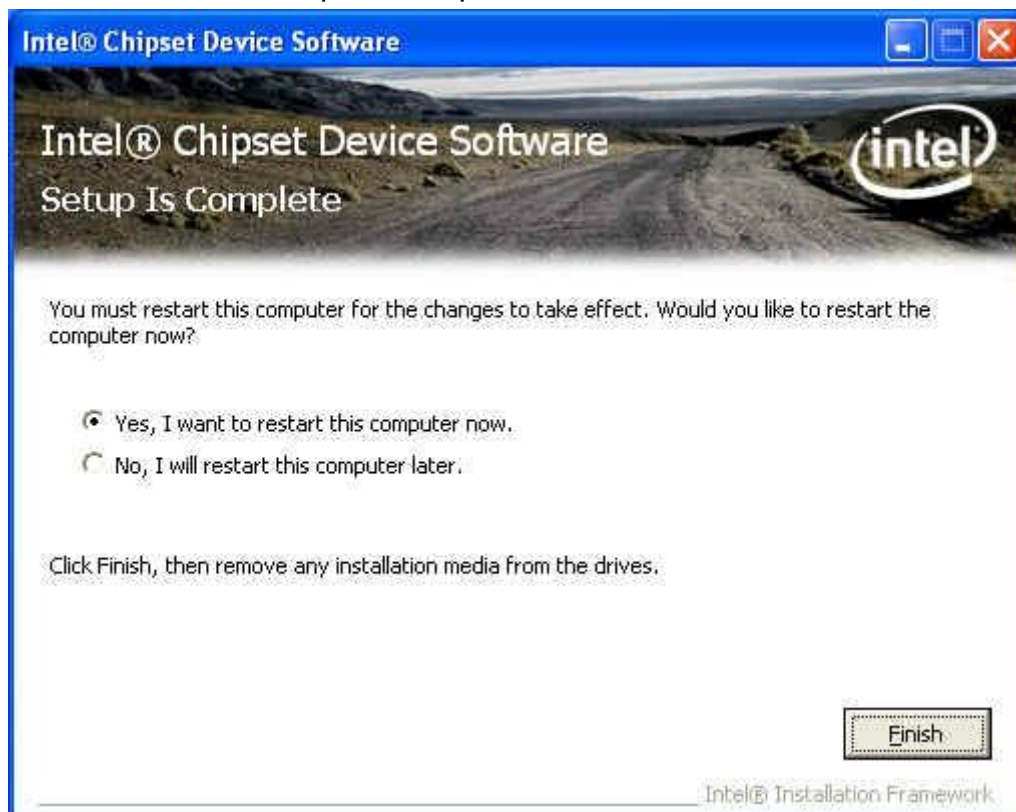 Intel® Chipset Device Software
Intel® Chipset Device Software
intel
Setup Is Complete
You must restart this computer for the changes to take effect. Would you like to restart the
computer now?
Yes, I want to restart this computer now.
No, I will restart this computer later.
Click Finish, then remove any installation media from the drives.
Finish
Intel® Installation Framework